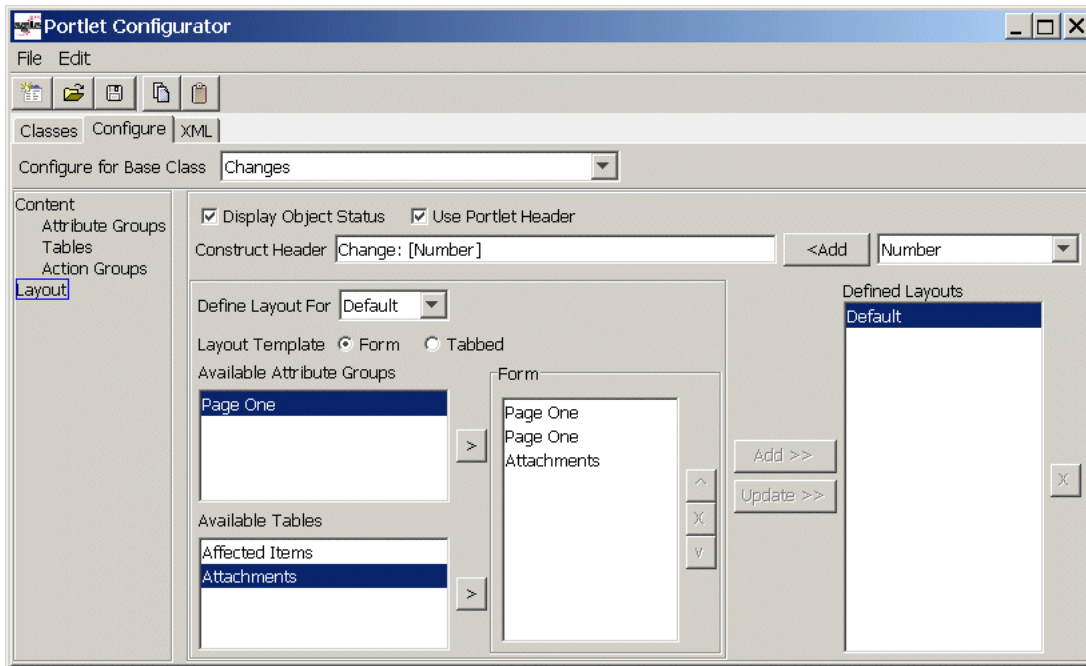 agile Portlet Configurator
File Edit
Classes Configure XML
Configure for Base Class Changes
Content
Attribute Groups
Tables
Action Groups
Layout
Display Object Status Use Portlet Header
Construct Header Change: [Number] <Add Number
Define Layout For Default
Layout Template Form Tabbed
Available Attribute Groups
Page One
>
Available Tables
Affected Items
Attachments
>
Form
Page One
Page One
Attachments
^
X
v
Add >>
Update >>
Defined Layouts
Default
X